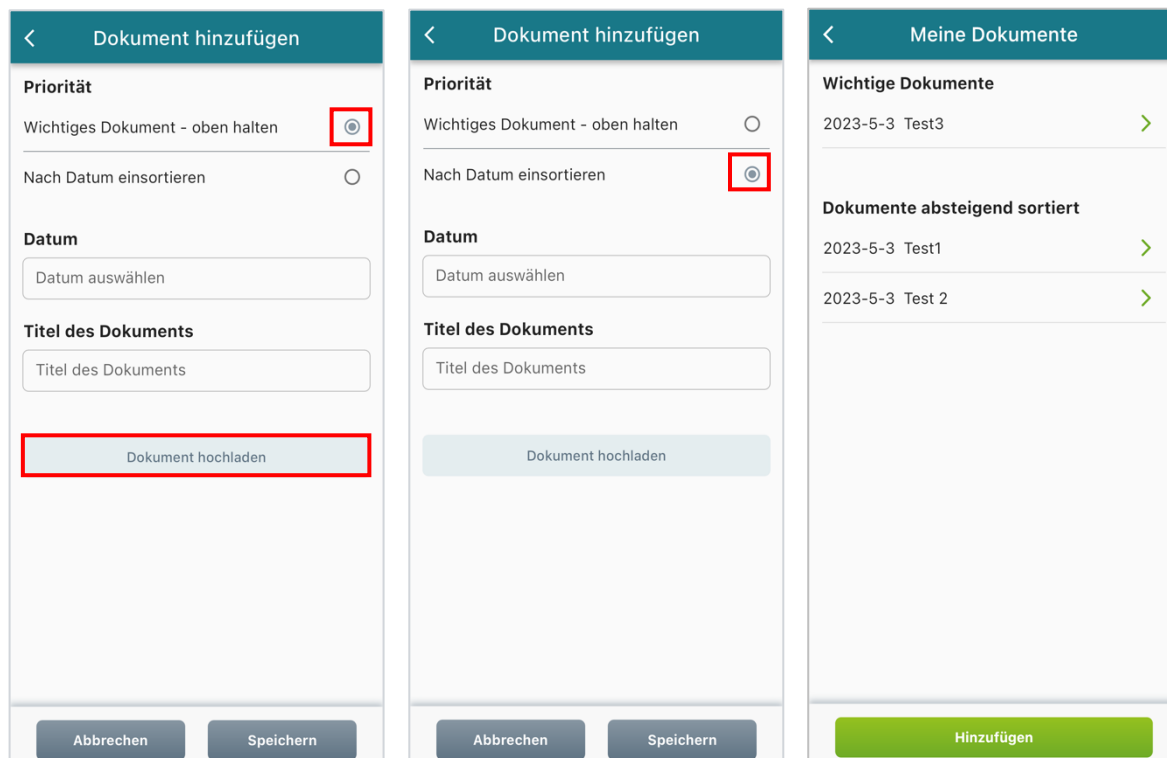 Dokument hinzufügen
Priorität
Wichtiges Dokument - oben halten
Nach Datum einsortieren
Datum
Datum auswählen
Titel des Dokuments
Titel des Dokuments
Dokument hochladen
Abbrechen
Speichern
Dokument hinzufügen
Priorität
Wichtiges Dokument - oben halten
Nach Datum einsortieren
Datum
Datum auswählen
Titel des Dokuments
Titel des Dokuments
Dokument hochladen
Abbrechen
Speichern
Meine Dokumente
Wichtige Dokumente
2023-5-3 Test3
Dokumente absteigend sortiert
2023-5-3 Test1
2023-5-3 Test 2
Hinzufügen